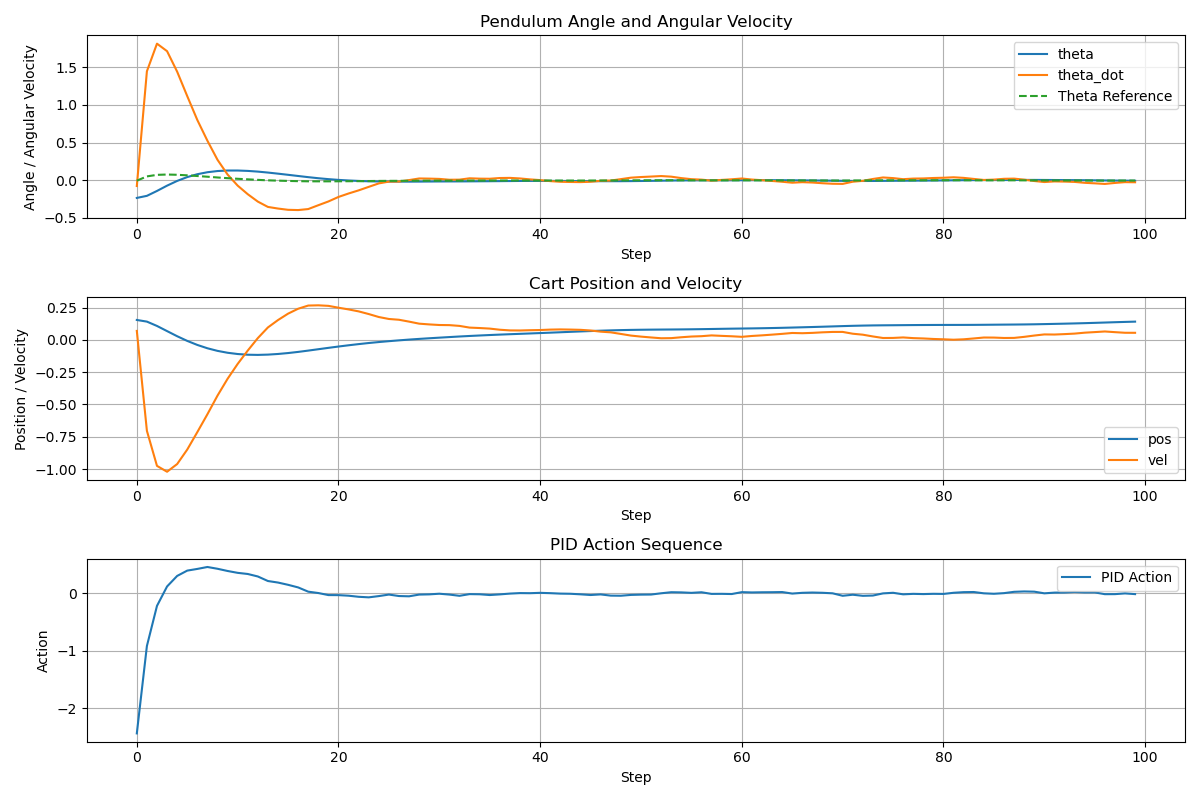 Pendulum Angle and Angular Velocity
Angle / Angular Velocity
1.5
1.0
0.5
0.0
−0.5
theta
theta_dot
Theta Reference
0 20 40 60 80 100
Step
Cart Position and Velocity
Position / Velocity
0.25
0.00
−0.25
−0.50
−0.75
−1.00
pos
vel
0 20 40 60 80 100
Step
PID Action Sequence
Action
0
−1
−2
PID Action
0 20 40 60 80 100
Step